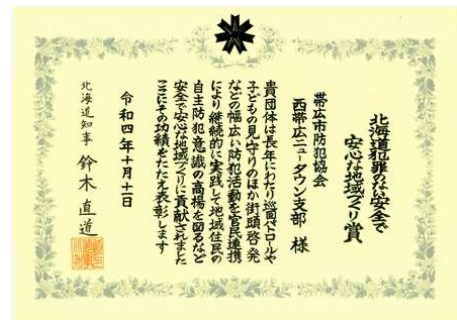 北海道犯罪のない安全で
安心な地域づくり賞
帯広市防犯協会
西帯広ニュータウン支部 様
貴団体は長年にわたり巡回パトロールや
子どもの見守りのほか街頭啓発
などの幅広い防犯活動を官民連携
により継続的に実践して地域住民の
自主防犯意識の高揚を図るなど
安全で安心な地域づくりに貢献されました
ここにその功績をたたえ表彰します
令和四年十月十一日
北海道知事 鈴木 直道